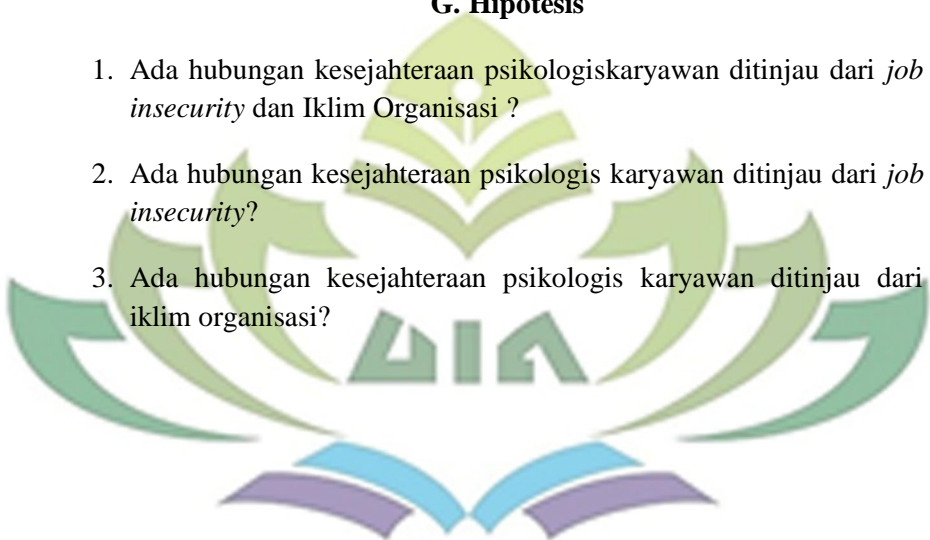 G. Hipotesis
1. Ada hubungan kesejahteraan psikologiskaryawan ditinjau dari job
insecurity dan Iklim Organisasi ?
2. Ada hubungan kesejahteraan psikologis karyawan ditinjau dari job
insecurity?
3. Ada hubungan kesejahteraan psikologis karyawan ditinjau dari
iklim organisasi?
UIN